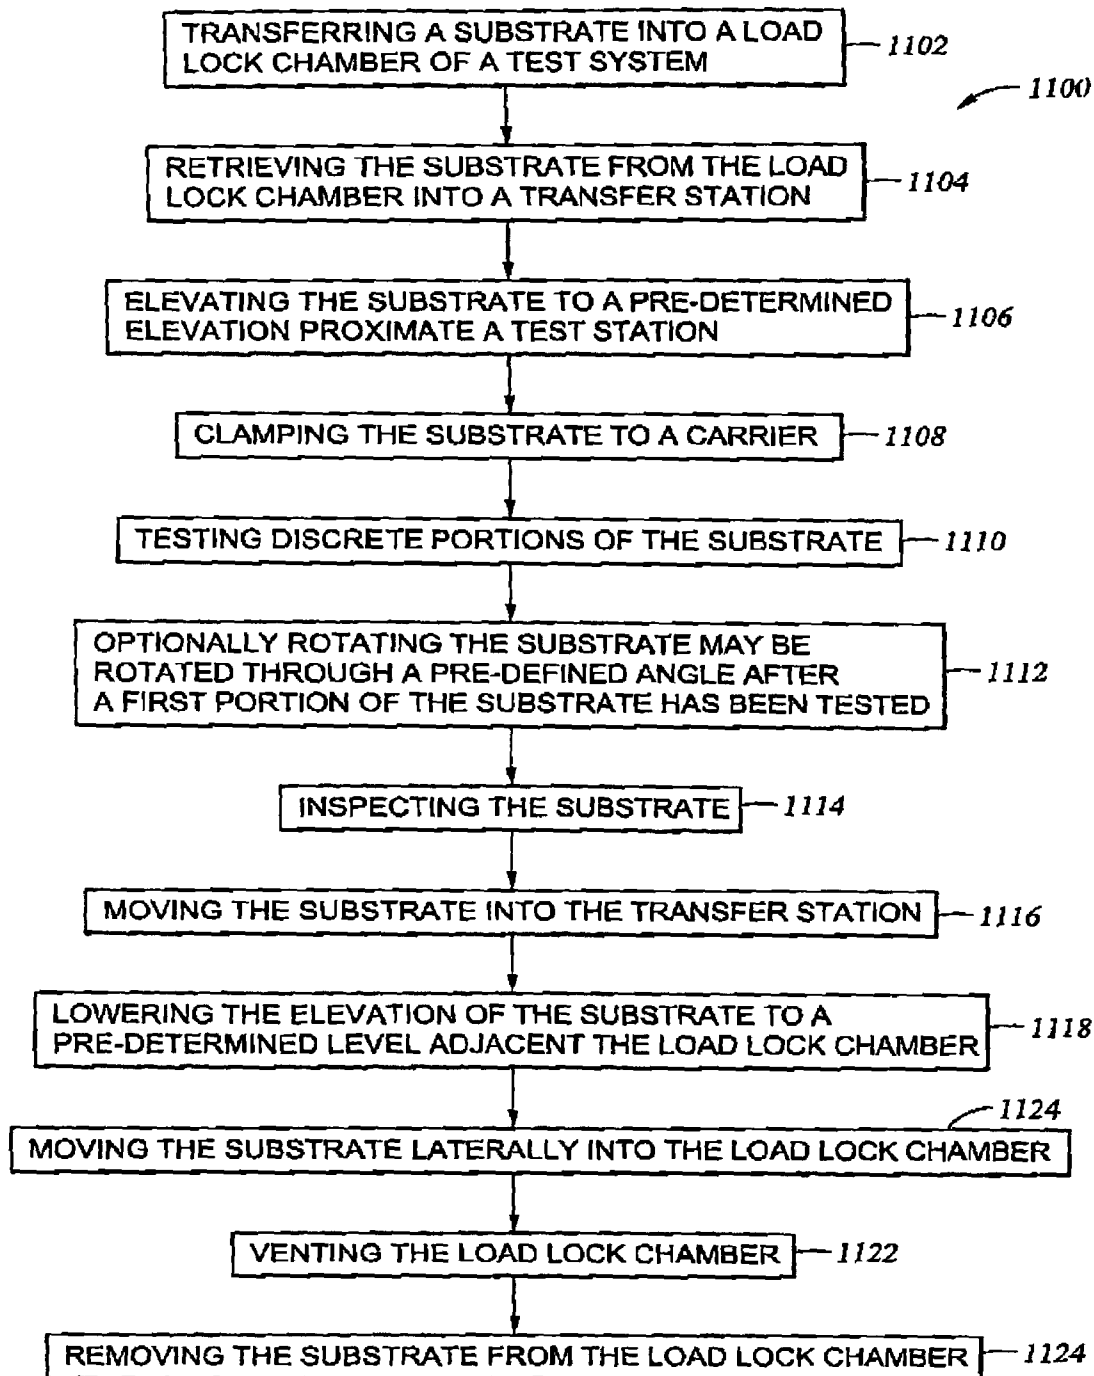 TRANSFERRING A SUBSTRATE INTO A LOAD
LOCK CHAMBER OF A TEST SYSTEM
1102
1100
RETRIEVING THE SUBSTRATE FROM THE LOAD
LOCK CHAMBER INTO A TRANSFER STATION
1104
ELEVATING THE SUBSTRATE TO A PRE-DETERMINED
ELEVATION PROXIMATE A TEST STATION
1106
CLAMPING THE SUBSTRATE TO A CARRIER
1108
TESTING DISCRETE PORTIONS OF THE SUBSTRATE
1110
OPTIONALLY ROTATING THE SUBSTRATE MAY BE
ROTATED THROUGH A PRE-DEFINED ANGLE AFTER
A FIRST PORTION OF THE SUBSTRATE HAS BEEN TESTED
1112
INSPECTING THE SUBSTRATE
1114
MOVING THE SUBSTRATE INTO THE TRANSFER STATION
1116
LOWERING THE ELEVATION OF THE SUBSTRATE TO A
PRE-DETERMINED LEVEL ADJACENT THE LOAD LOCK CHAMBER
1118
1124
MOVING THE SUBSTRATE LATERALLY INTO THE LOAD LOCK CHAMBER
VENTING THE LOAD LOCK CHAMBER
1122
REMOVING THE SUBSTRATE FROM THE LOAD LOCK CHAMBER
1124